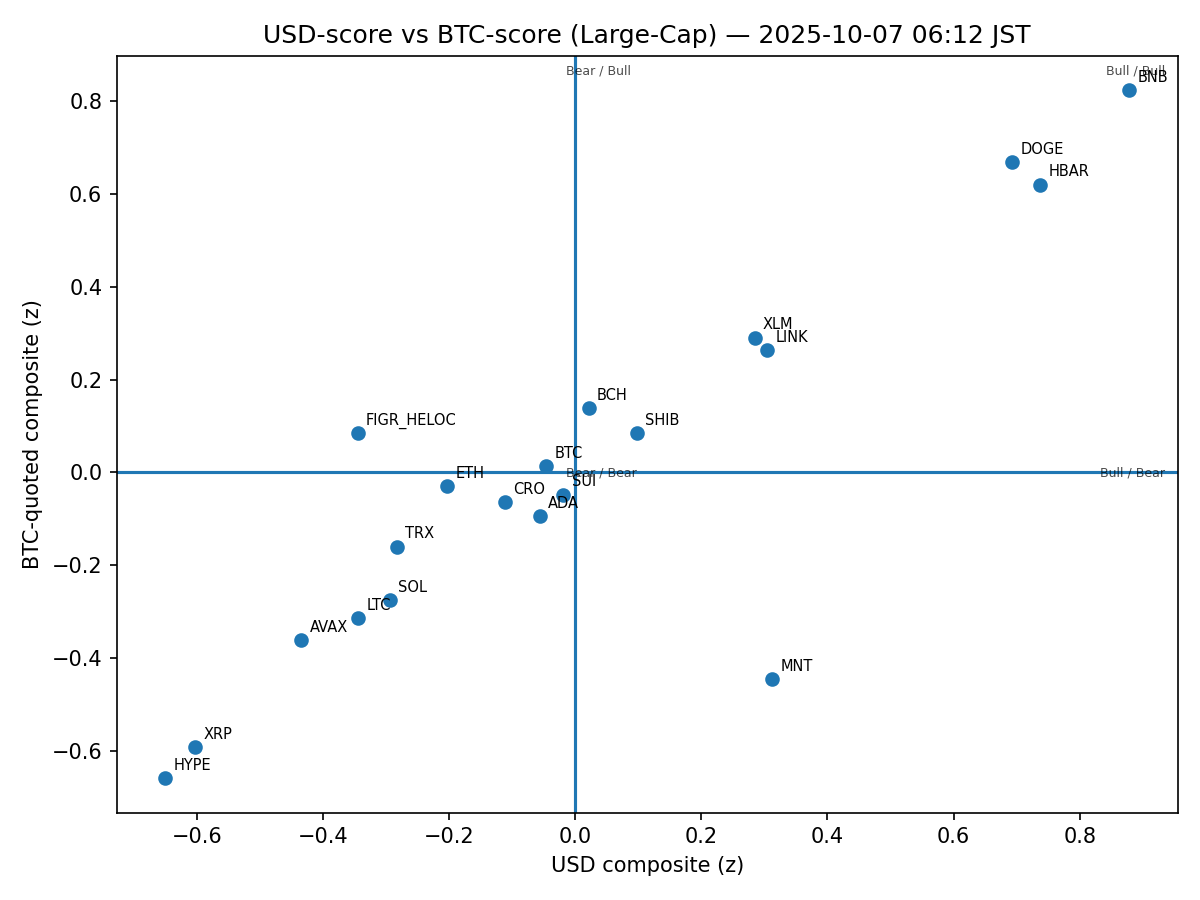 USD-score vs BTC-score (Large-Cap) — 2025-10-07 06:12 JST
Bear / Bull
Bull / Bull
BNB
DOGE
HBAR
XLM
LINK
BCH
SHIB
FIGR_HELOC
BTC
ETH
Bear / Bear
Bull / Bear
SUI
CRO
ADA
TRX
SOL
LTC
AVAX
MNT
XRP
HYPE
0.8
0.6
0.4
0.2
0.0
−0.2
−0.4
−0.6
BTC-quoted composite (z)
−0.6 −0.4 −0.2 0.0 0.2 0.4 0.6 0.8
USD composite (z)